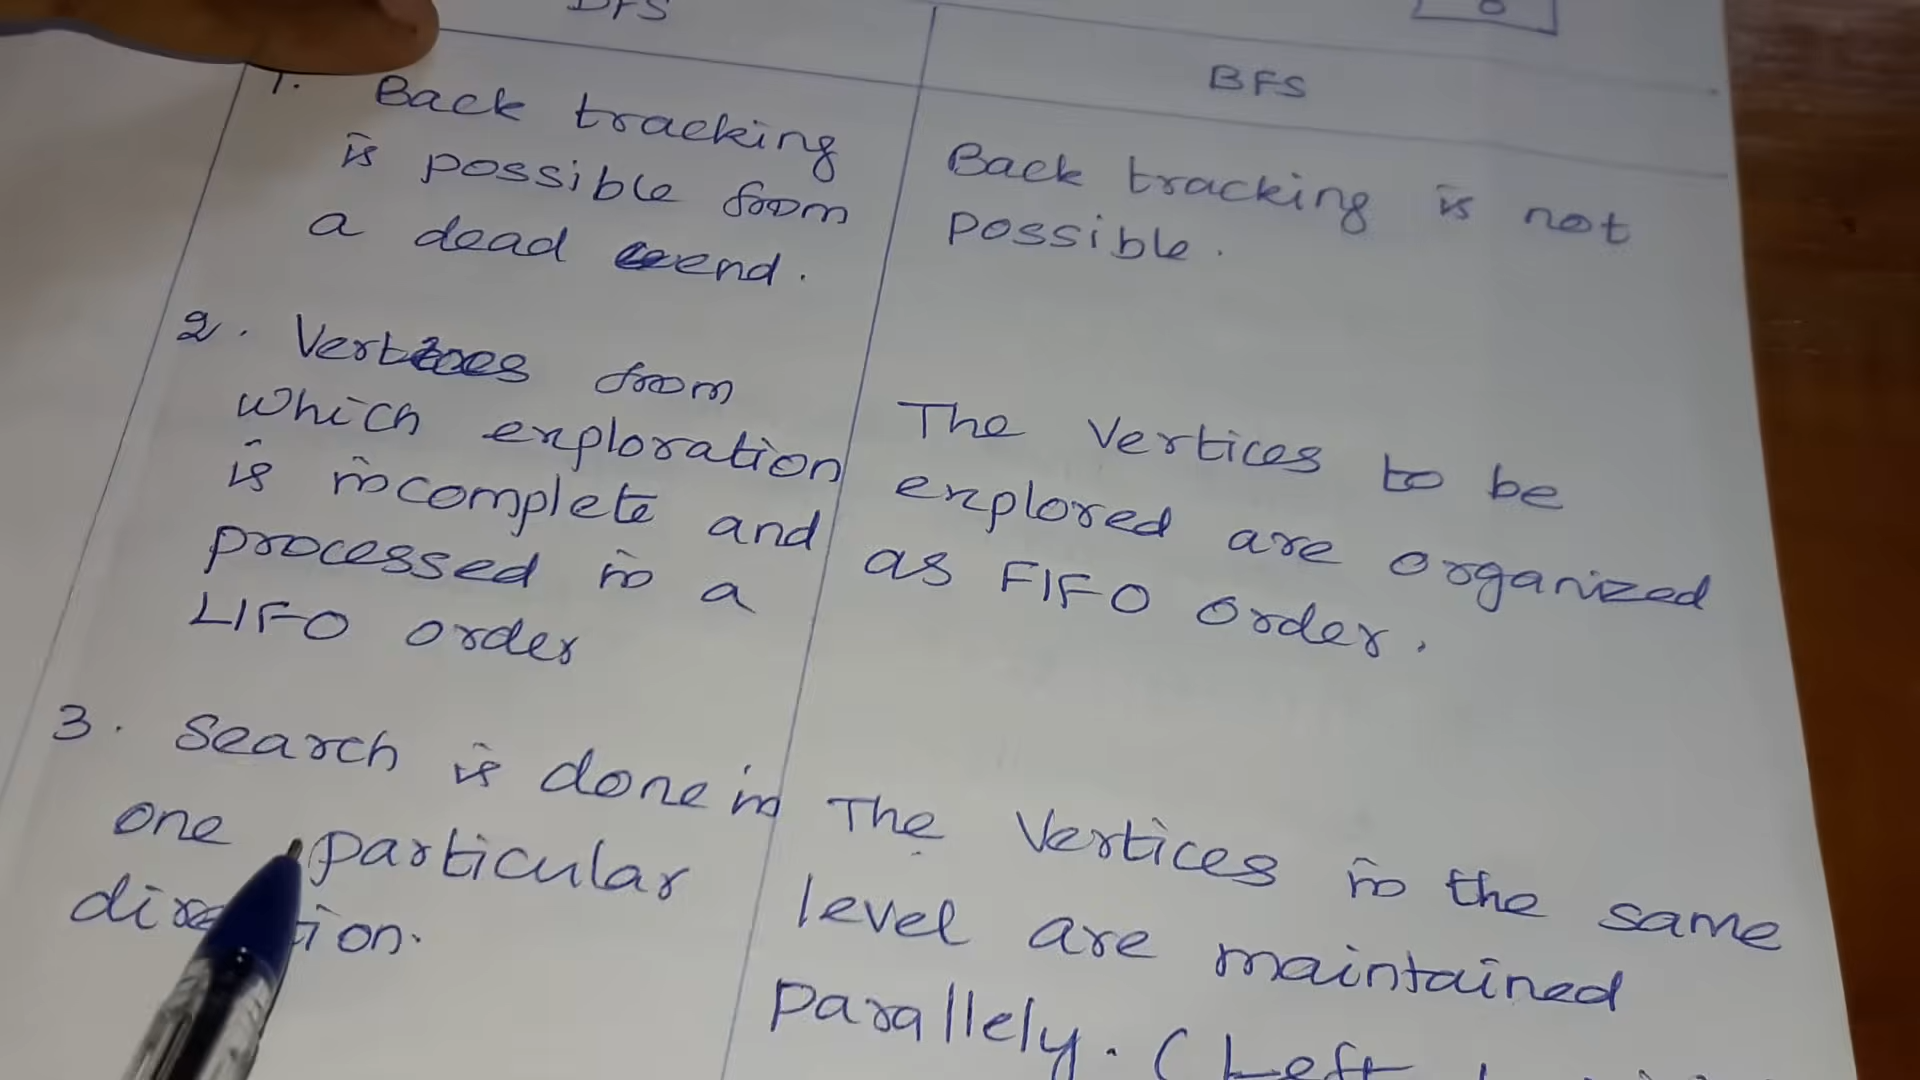 DFS
BFS
1. Back tracking
is possible from
a dead end.
Back tracking is not
possible.
2. Vertices from
which exploration
is incomplete and
processed in a
LIFO order
The vertices to be
explored are organized
as FIFO order.
3. Search is done in
one particular
direction.
The Vertices in the same
level are maintained
parallely. (Left